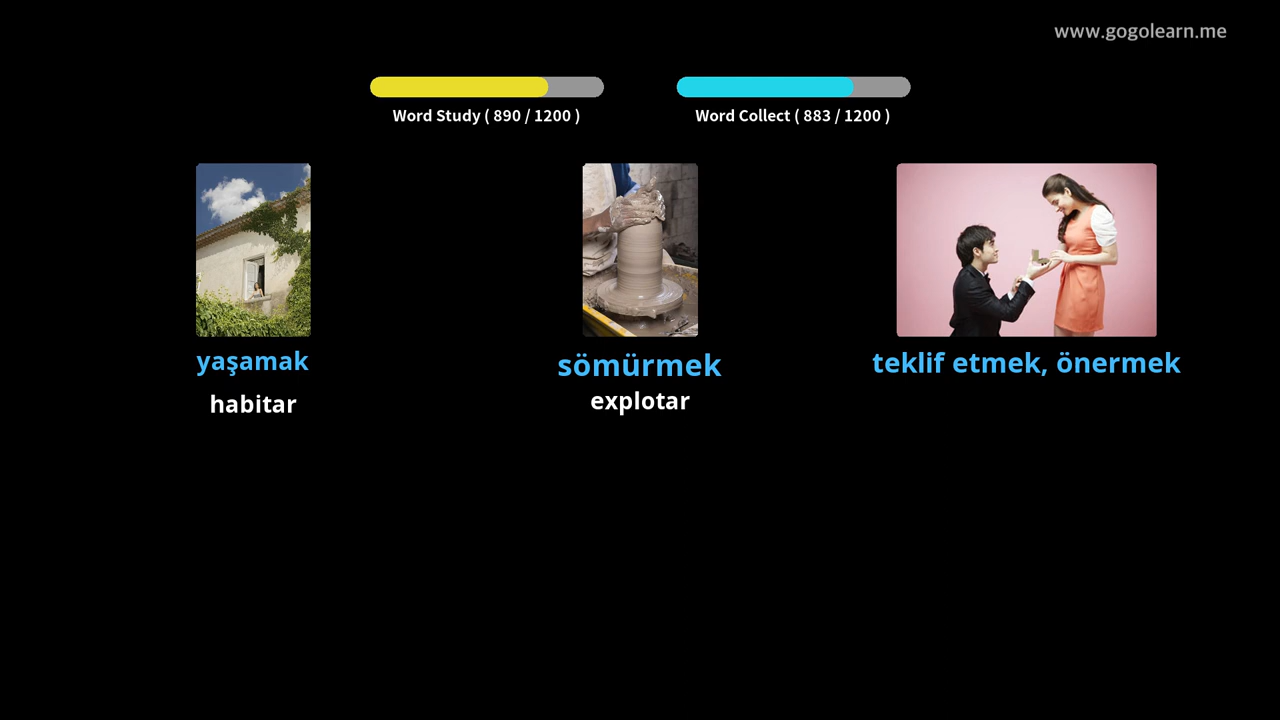 www.gogolearn.me
Word Study ( 890 / 1200 )
Word Collect ( 883 / 1200 )
yaşamak
habitar
sömürmek
explotar
teklif etmek, önermek